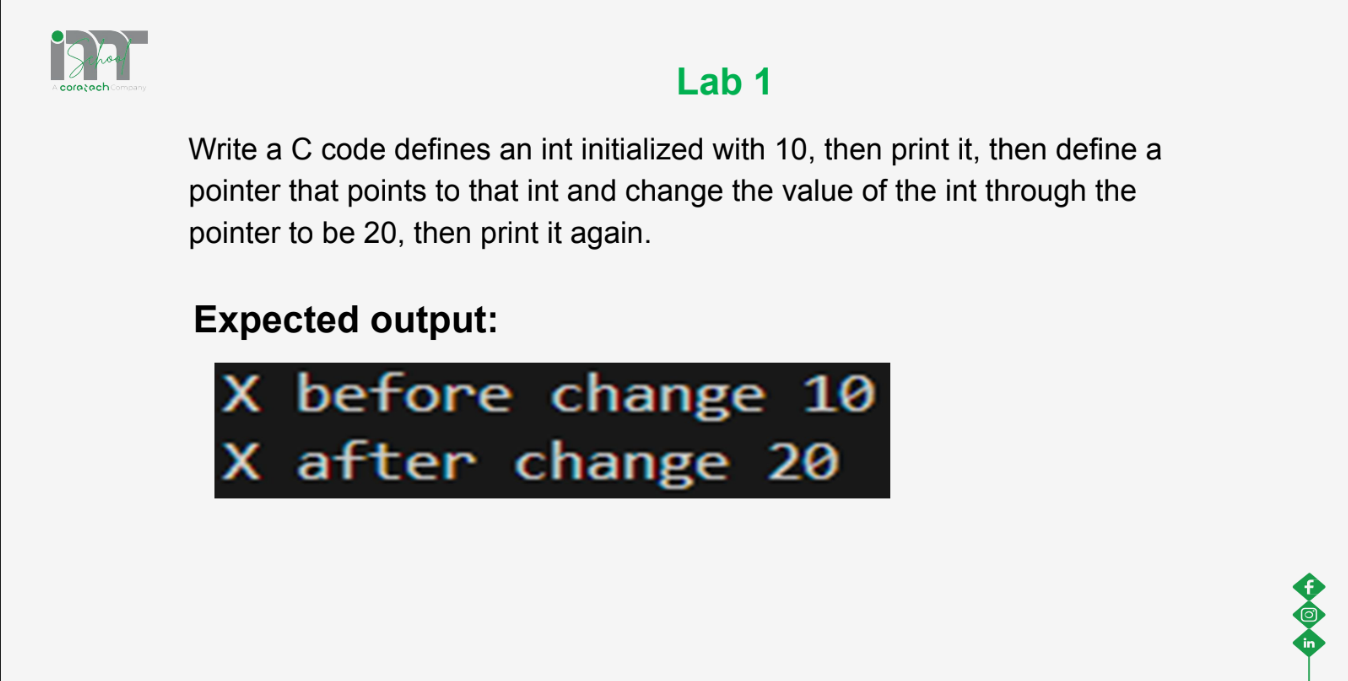 imt
School
A coretech Company
Lab 1
Write a C code defines an int initialized with 10, then print it, then define a
pointer that points to that int and change the value of the int through the
pointer to be 20, then print it again.
Expected output:
X before change 10
X after change 20
f
in